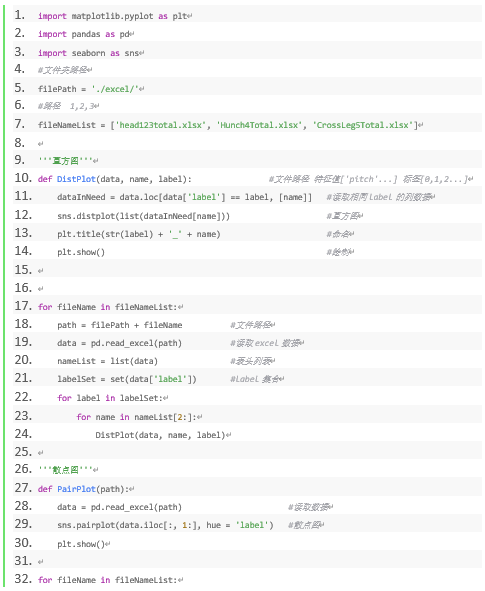 1. import matplotlib.pyplot as plt↵
2. import pandas as pd↵
3. import seaborn as sns↵
4. #文件夹路径↵
5. filePath = './excel/'↵
6. #路径  1,2,3↵
7. fileNameList = ['head123total.xlsx', 'Hunch4Total.xlsx', 'CrossLeg5Total.xlsx']↵
8. ↵
9. '''直方图'''↵
10. def DistPlot(data, name, label):                #文件路径 特征值['pitch'...] 标签[0,1,2...]↵
11.     dataInNeed = data.loc[data['label'] == label, [name]]   #读取相同label的列数据↵
12.     sns.distplot(list(dataInNeed[name]))                    #直方图↵
13.     plt.title(str(label) + '_' + name)                      #命名↵
14.     plt.show()                                              #绘制↵
15. ↵
16. ↵
17. for fileName in fileNameList:↵
18.     path = filePath + fileName          #文件路径↵
19.     data = pd.read_excel(path)          #读取excel数据↵
20.     nameList = list(data)               #表头列表↵
21.     labelSet = set(data['label'])       #label集合↵
22.     for label in labelSet:↵
23.         for name in nameList[2:]:↵
24.             DistPlot(data, name, label)↵
25. ↵
26. '''散点图'''↵
27. def PairPlot(path):↵
28.     data = pd.read_excel(path)                      #读取数据↵
29.     sns.pairplot(data.iloc[:, 1:], hue = 'label')   #散点图↵
30.     plt.show()↵
31. ↵
32. for fileName in fileNameList:↵